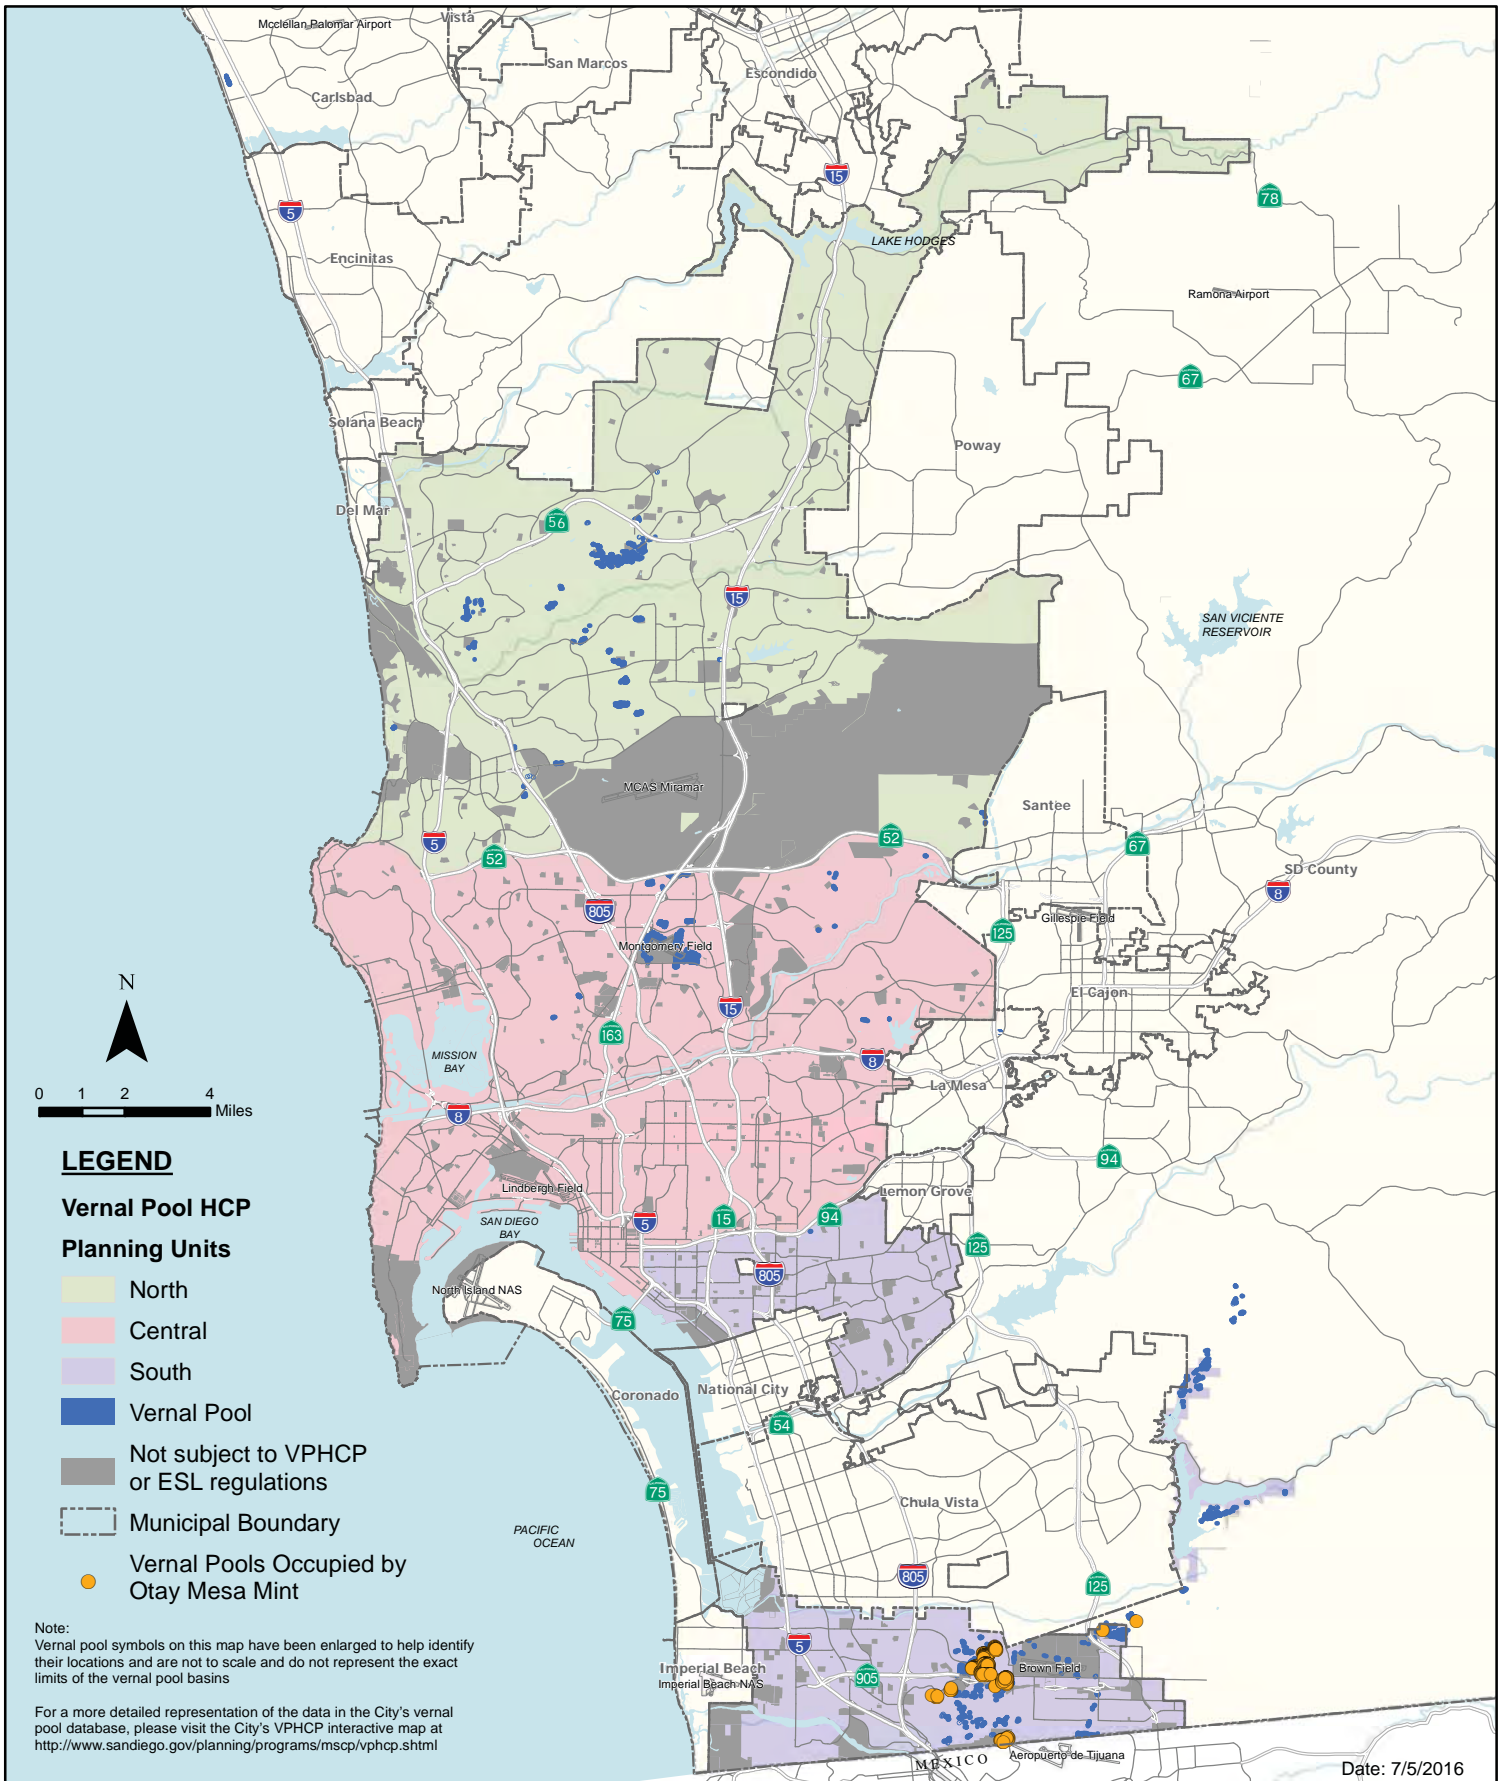 Mcclellan Palomar Airport
Vista
San Marcos
Escondido
Carlsbad
15
78
5
LAKE HODGES
Encinitas
Ramona Airport
67
Solana Beach
Poway
Del Mar
56
15
SAN VICIENTE
RESERVOIR
MCAS Miramar
Santee
5
52
52
67
SD County
8
805
Gillespie Field
125
Montgomery Field
El Cajon
N
15
163
MISSION
BAY
8
La Mesa
0 1 2 4
Miles
8
94
LEGEND
Vernal Pool HCP
Planning Units
North
Central
South
Vernal Pool
Not subject to VPHCP
or ESL regulations
Municipal Boundary
Vernal Pools Occupied by
Otay Mesa Mint
Lindbergh Field
Lemon Grove
SAN DIEGO
BAY
5
15
94
125
805
North Island NAS
75
Coronado
National City
54
75
Chula Vista
PACIFIC
OCEAN
805
125
5
Imperial Beach
Imperial Beach NAS
905
Brown Field
MEXICO
Aeropuerto de Tijuana
Note:
Vernal pool symbols on this map have been enlarged to help identify
their locations and are not to scale and do not represent the exact
limits of the vernal pool basins
For a more detailed representation of the data in the City's vernal
pool database, please visit the City's VPHCP interactive map at
http://www.sandiego.gov/planning/programs/mscp/vphcp.shtml
Date: 7/5/2016